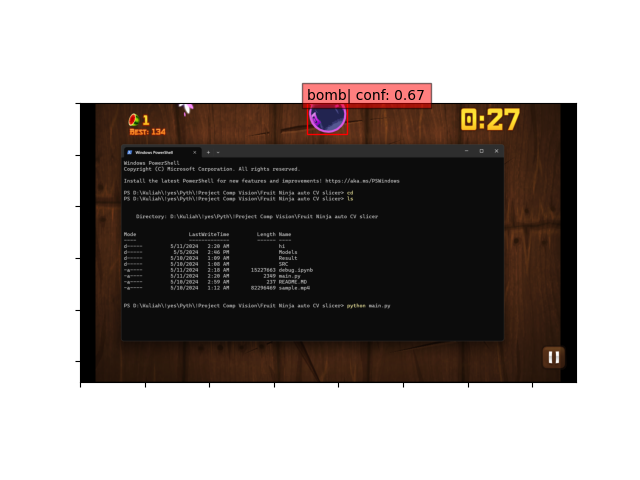 bomb| conf: 0.67
1
BEST: 134
0:27
Windows PowerShell
Windows PowerShell
Copyright (C) Microsoft Corporation. All rights reserved.
Install the latest PowerShell for new features and improvements! https://aka.ms/PSWindows
PS D:\Kuliah\!yes\Pyth\!Project Comp Vision\Fruit Ninja auto CV slicer> cd
PS D:\Kuliah\!yes\Pyth\!Project Comp Vision\Fruit Ninja auto CV slicer> ls
Directory: D:\Kuliah\!yes\Pyth\!Project Comp Vision\Fruit Ninja auto CV slicer
Mode LastWriteTime Length Name
---- ------------- ------ ----
d----- 5/11/2024 2:20 AM hi
d----- 5/5/2024 2:46 PM Models
d----- 5/10/2024 1:09 AM Result
d----- 5/10/2024 1:08 AM SRC
-a---- 5/11/2024 2:18 AM 15227663 debug.ipynb
-a---- 5/11/2024 2:20 AM 2349 main.py
-a---- 5/10/2024 2:59 AM 237 README.MD
-a---- 5/10/2024 1:12 AM 82296469 sample.mp4
PS D:\Kuliah\!yes\Pyth\!Project Comp Vision\Fruit Ninja auto CV slicer> python main.py